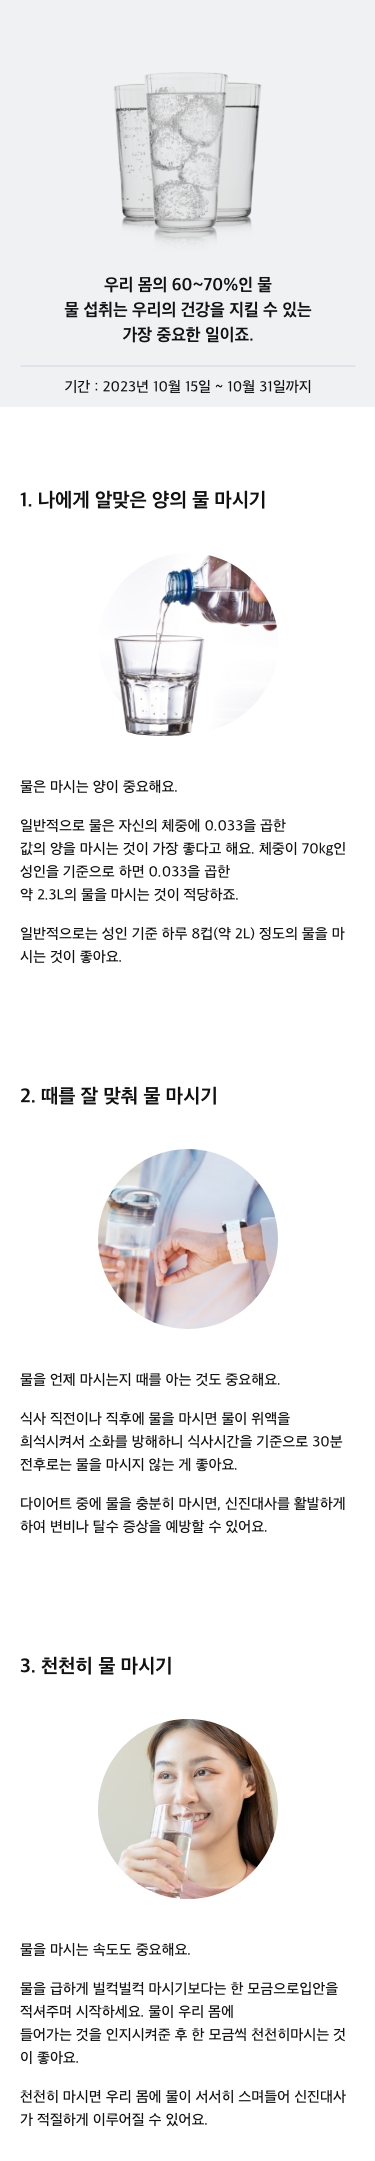 우리 몸의 60~70%인 물
물 섭취는 우리의 건강을 지킬 수 있는
가장 중요한 일이죠.
기간 : 2023년 10월 15일 ~ 10월 31일까지
1. 나에게 알맞은 양의 물 마시기
물은 마시는 양이 중요해요.
일반적으로 물은 자신의 체중에 0.033을 곱한
값의 양을 마시는 것이 가장 좋다고 해요. 체중이 70kg인
성인을 기준으로 하면 0.033을 곱한
약 2.3L의 물을 마시는 것이 적당하죠.
일반적으로는 성인 기준 하루 8컵(약 2L) 정도의 물을 마
시는 것이 좋아요.
2. 때를 잘 맞춰 물 마시기
물을 언제 마시는지 때를 아는 것도 중요해요.
식사 직전이나 직후에 물을 마시면 물이 위액을
희석시켜서 소화를 방해하니 식사시간을 기준으로 30분
전후로는 물을 마시지 않는 게 좋아요.
다이어트 중에 물을 충분히 마시면, 신진대사를 활발하게
하여 변비나 탈수 증상을 예방할 수 있어요.
3. 천천히 물 마시기
물을 마시는 속도도 중요해요.
물을 급하게 벌컥벌컥 마시기보다는 한 모금으로입안을
적셔주며 시작하세요. 물이 우리 몸에
들어가는 것을 인지시켜준 후 한 모금씩 천천히마시는 것
이 좋아요.
천천히 마시면 우리 몸에 물이 서서히 스며들어 신진대사
가 적절하게 이루어질 수 있어요.